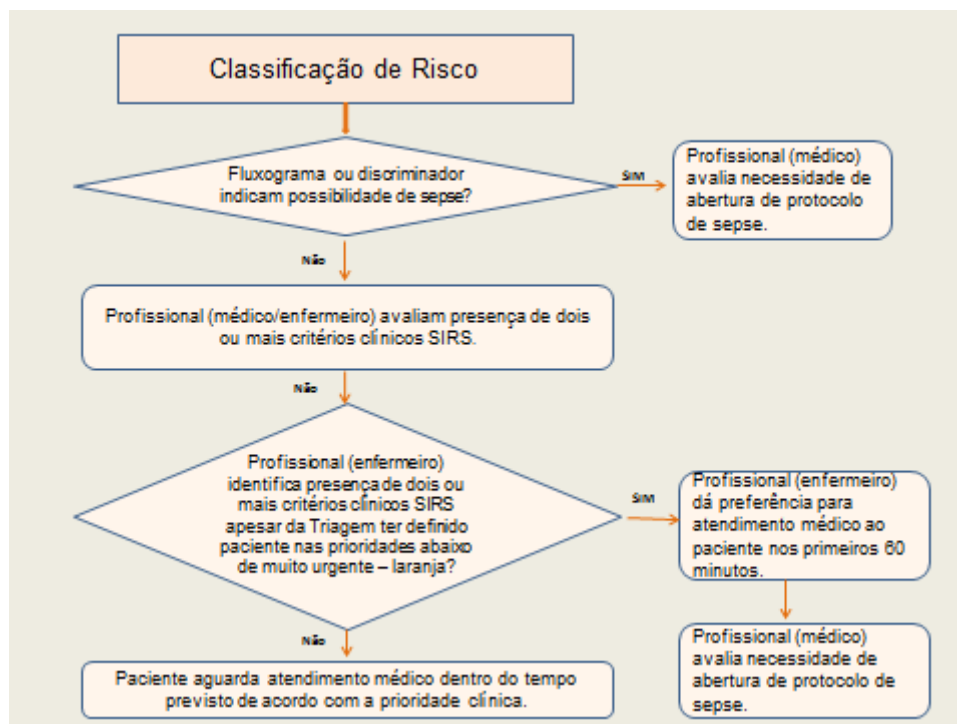 Classificação de Risco
Fluxograma ou discriminador
indicam possibilidade de sepse?
SIM
Profissional (médico)
avalia necessidade de
abertura de protocolo
de sepse.
Não
Profissional (médico/enfermeiro) avaliam presença de dois
ou mais critérios clínicos SIRS.
Não
Profissional (enfermeiro)
identifica presença de dois ou
mais critérios clínicos SIRS
apesar da Triagem ter definido
paciente nas prioridades abaixo
de muito urgente – laranja?
SIM
Profissional (enfermeiro)
dá preferência para
atendimento médico ao
paciente nos primeiros 60
minutos.
Não
Profissional (médico)
avalia necessidade de
abertura de protocolo de
sepse.
Paciente aguarda atendimento médico dentro do tempo
previsto de acordo com a prioridade clínica.